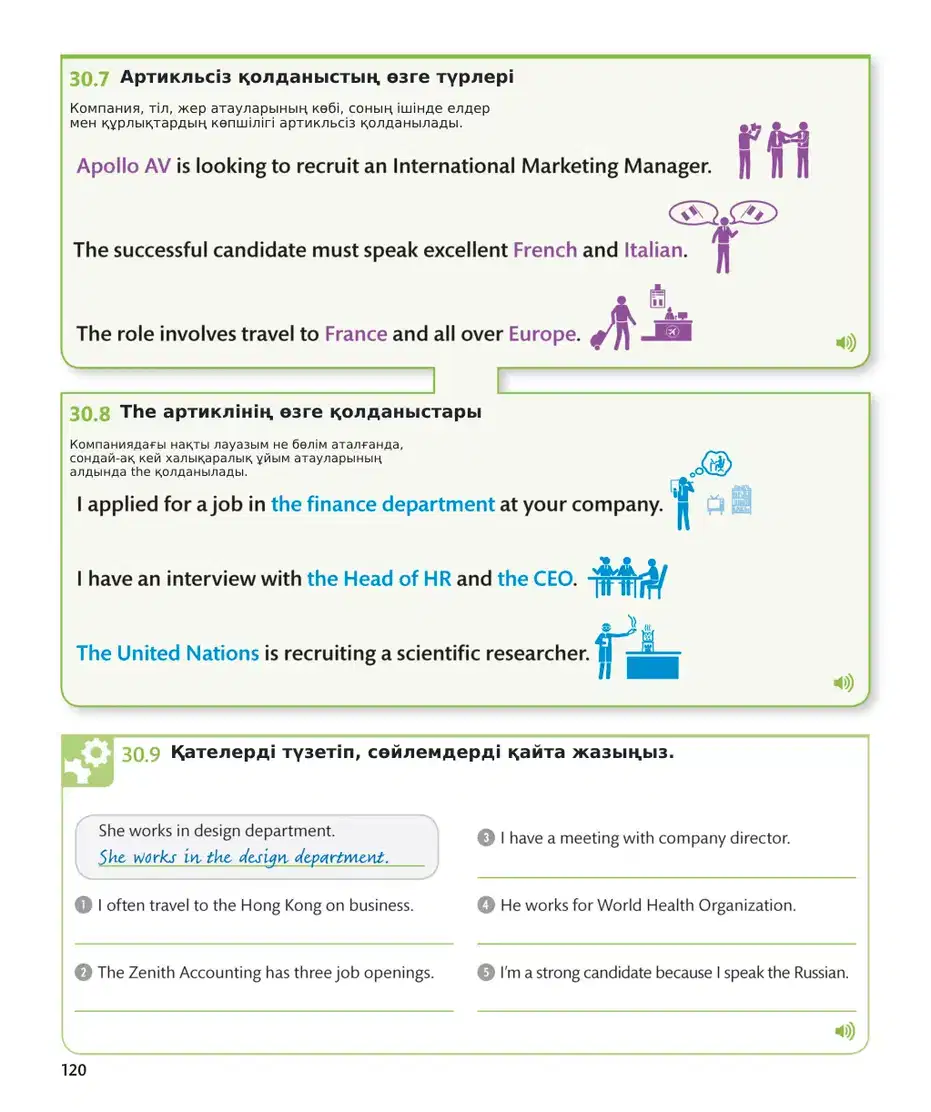 30.7 Артикльсіз қолданыстың өзге түрлері
Компания, тіл, жер атауларының көбі, соның ішінде елдер
мен құрлықтардың көпшілігі артикльсіз қолданылады.
Apollo AV is looking to recruit an International Marketing Manager.
The successful candidate must speak excellent French and Italian.
The role involves travel to France and all over Europe.
30.8 The артиклінің өзге қолданыстары
Компаниядағы нақты лауазым не бөлім аталғанда,
сондай-ақ кей халықаралық ұйым атауларының
алдында the қолданылады.
I applied for a job in the finance department at your company.
I have an interview with the Head of HR and the CEO.
The United Nations is recruiting a scientific researcher.
30.9 Қателерді түзетіп, сөйлемдерді қайта жазыңыз.
She works in design department.
She works in the design department.
1 I often travel to the Hong Kong on business.
2 The Zenith Accounting has three job openings.
3 I have a meeting with company director.
4 He works for World Health Organization.
5 I'm a strong candidate because I speak the Russian.
120